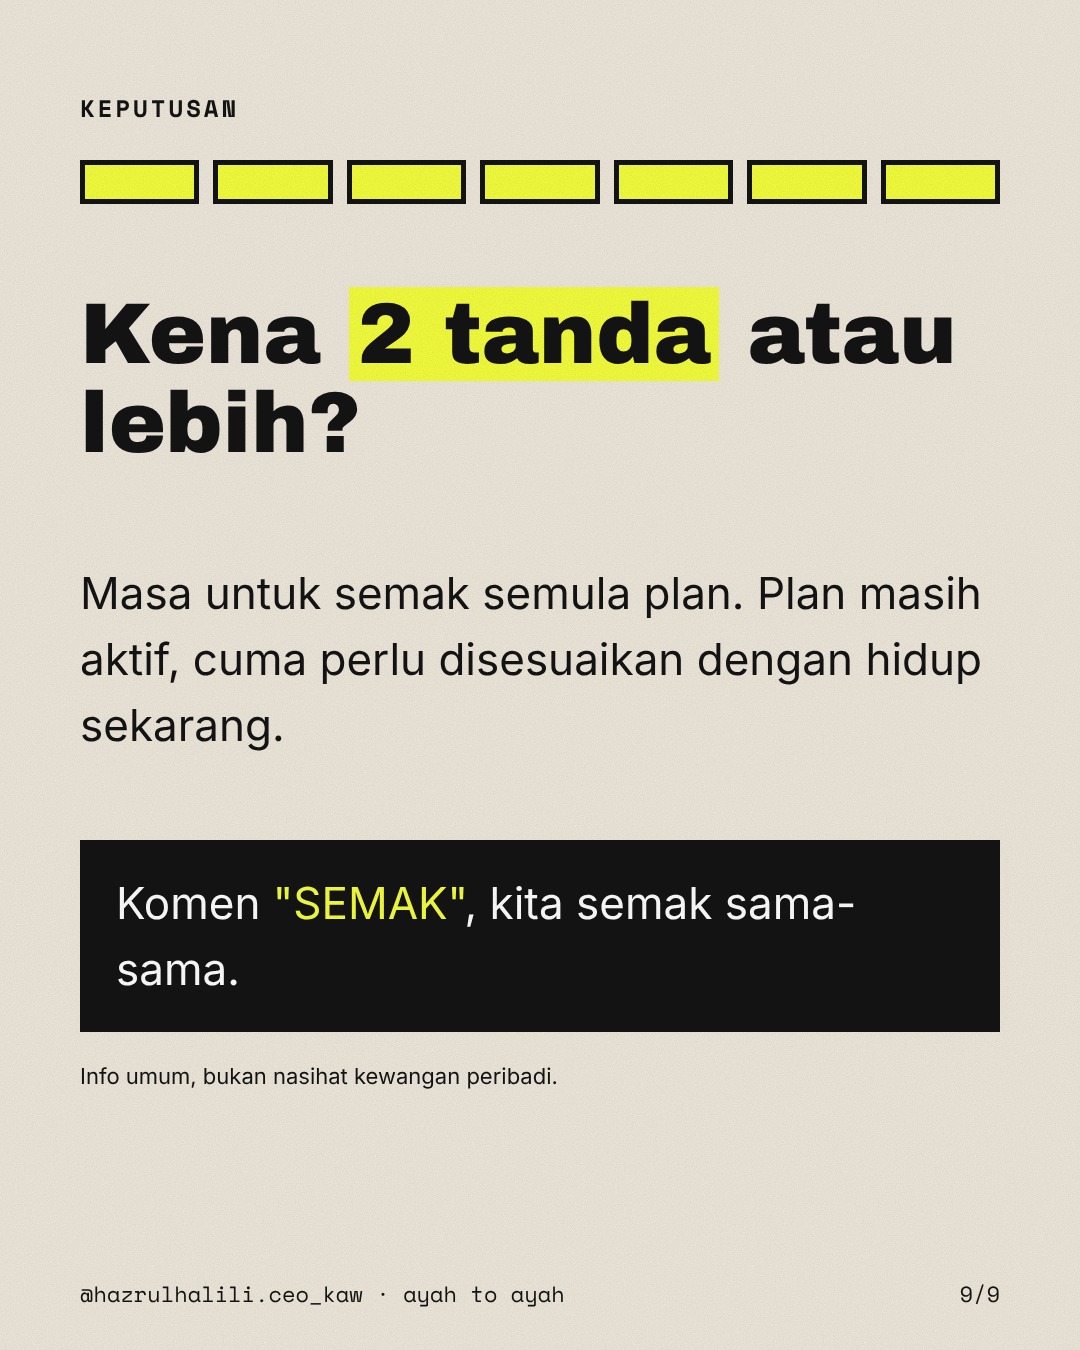 KEPUTUSAN
Kena 2 tanda atau
lebih?
Masa untuk semak semula plan. Plan masih
aktif, cuma perlu disesuaikan dengan hidup
sekarang.
Komen "SEMAK", kita semak sama-
sama.
Info umum, bukan nasihat kewangan peribadi.
@hazrulhalili.ceo_kaw · ayah to ayah
9/9